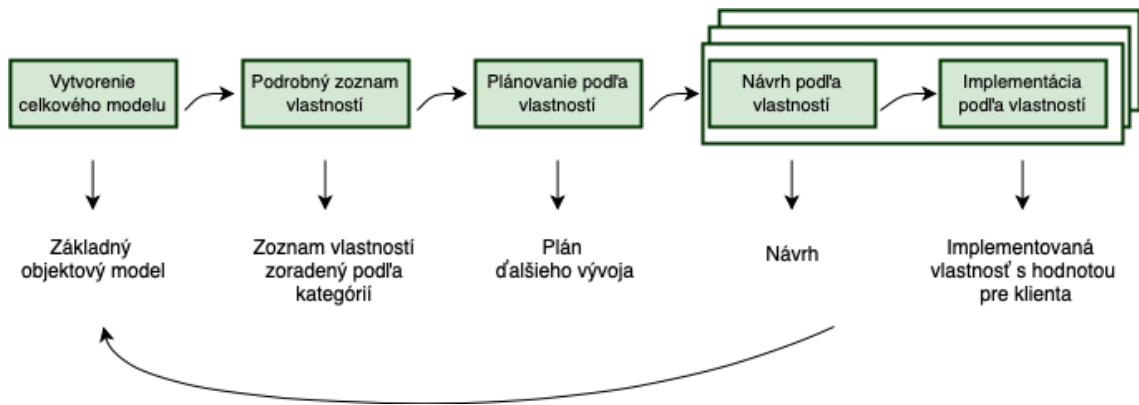 Vytvorenie
celkového modelu
Podrobný zoznam
vlastností
Plánovanie podľa
vlastností
Návrh podľa
vlastností
Implementácia
podľa vlastností
Základný
objektový model
Zoznam vlastností
zoradený podľa
kategórií
Plán
ďalšieho vývoja
Návrh
Implementovaná
vlastnosť s hodnotou
pre klienta